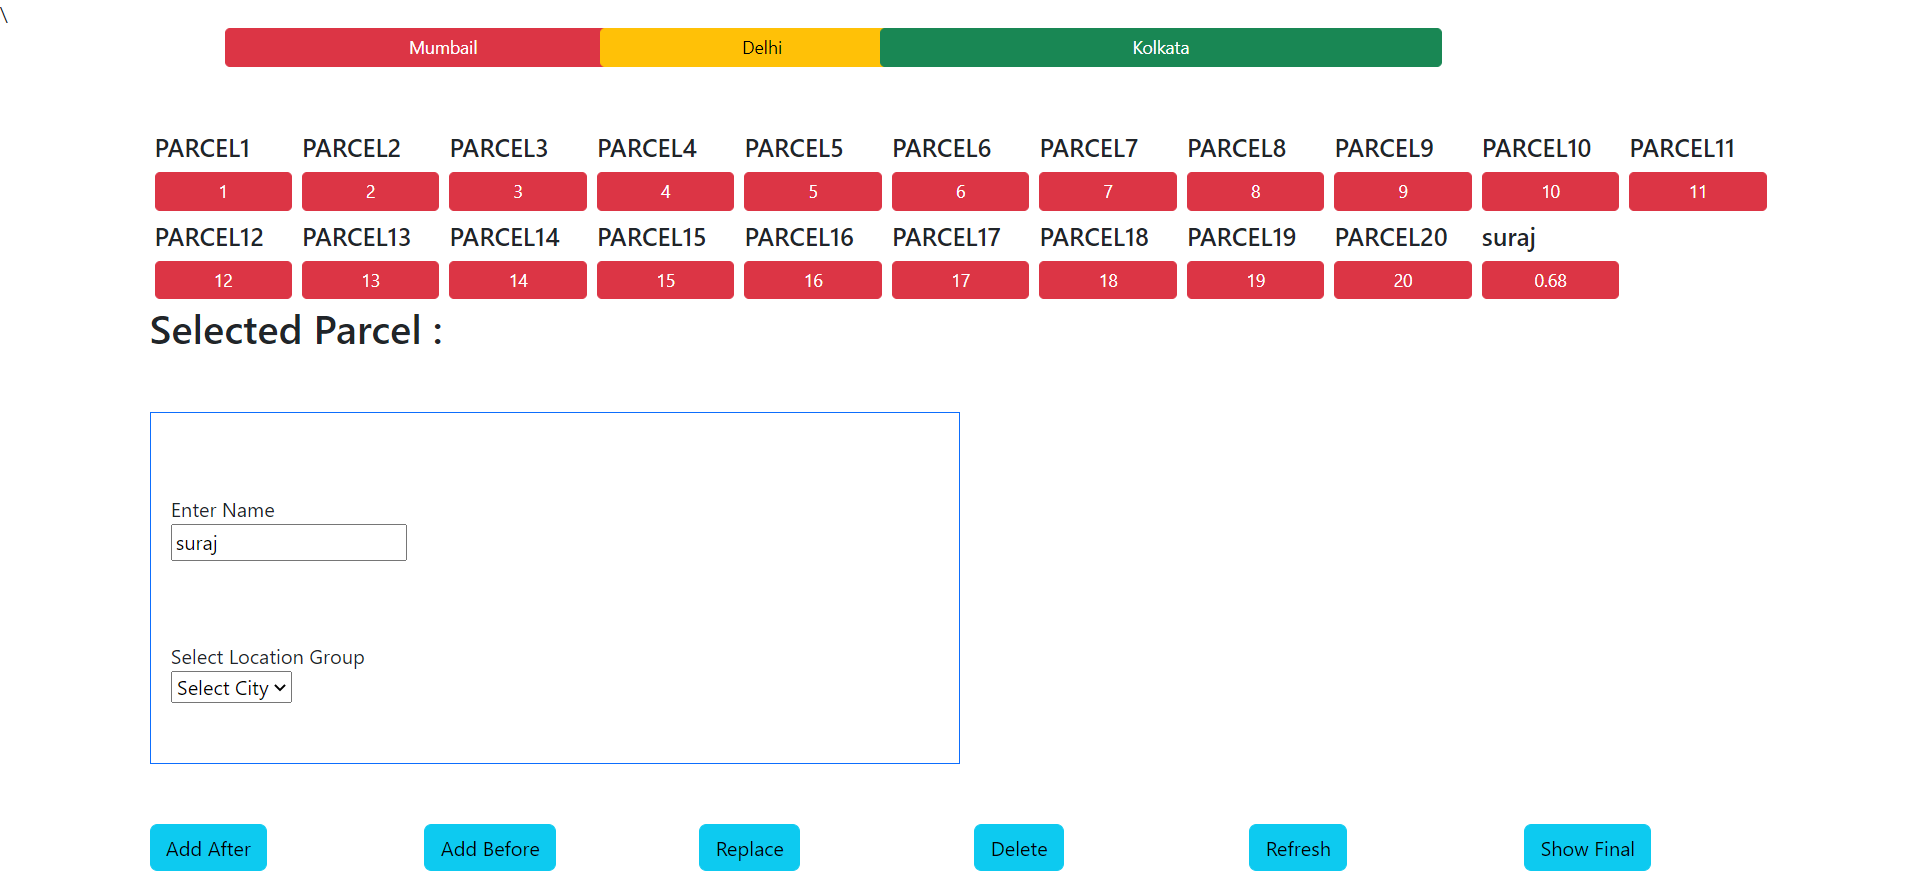 \
Mumbail Delhi Kolkata
PARCEL1 PARCEL2 PARCEL3 PARCEL4 PARCEL5 PARCEL6 PARCEL7 PARCEL8 PARCEL9 PARCEL10 PARCEL11
1 2 3 4 5 6 7 8 9 10 11
PARCEL12 PARCEL13 PARCEL14 PARCEL15 PARCEL16 PARCEL17 PARCEL18 PARCEL19 PARCEL20 suraj
12 13 14 15 16 17 18 19 20 0.68
Selected Parcel :
Enter Name
suraj
Select Location Group
Select City
Add After Add Before Replace Delete Refresh Show Final